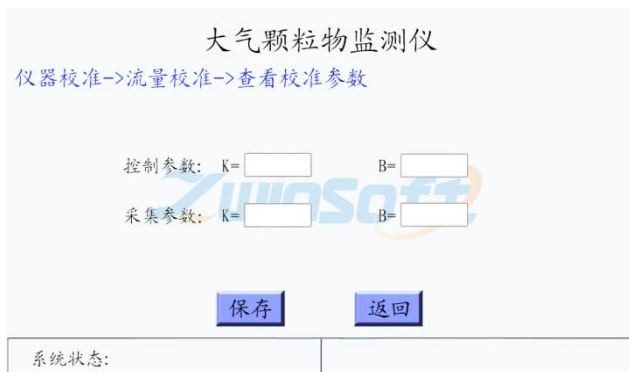 大气颗粒物监测仪
仪器校准->流量校准->查看校准参数
控制参数: K= B=
ZwinSoft
采集参数: K= B=
保存 返回
系统状态: